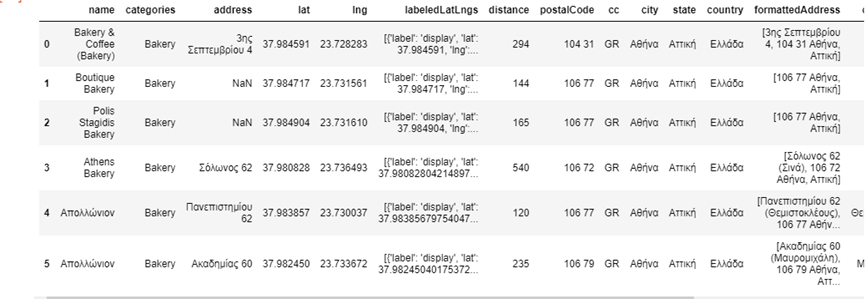 name categories address lat lng labeledLatLngs distance postalCode cc city state country formattedAddress
0 Bakery & Coffee (Bakery) Bakery 3ης Σεπτεμβρίου 4 37.984591 23.728283 [{'label': 'display', 'lat': 37.984591, 'lng':... 294 104 31 GR Αθήνα Αττική Ελλάδα [3ης Σεπτεμβρίου 4, 104 31 Αθήνα, Αττική]
1 Boutique Bakery Bakery NaN 37.984717 23.731561 [{'label': 'display', 'lat': 37.984717, 'lng':... 144 106 77 GR Αθήνα Αττική Ελλάδα [106 77 Αθήνα, Αττική]
2 Polis Stagidis Bakery Bakery NaN 37.984904 23.731610 [{'label': 'display', 'lat': 37.984904, 'lng':... 165 106 77 GR Αθήνα Αττική Ελλάδα [106 77 Αθήνα, Αττική]
3 Athens Bakery Bakery Σόλωνος 62 37.980828 23.736493 [{'label': 'display', 'lat': 37.98082804214897... 540 106 72 GR Αθήνα Αττική Ελλάδα [Σόλωνος 62 (Σινά), 106 72 Αθήνα, Αττική]
4 Απολλώνιον Bakery Πανεπιστημίου 62 37.983857 23.730037 [{'label': 'display', 'lat': 37.98385679754047... 120 106 77 GR Αθήνα Αττική Ελλάδα [Πανεπιστημίου 62 (Θεμιστοκλέους), 106 77 Αθήν...
5 Απολλώνιον Bakery Ακαδημίας 60 37.982450 23.733672 [{'label': 'display', 'lat': 37.98245040175372... 235 106 79 GR Αθήνα Αττική Ελλάδα [Ακαδημίας 60 (Μαυρομιχάλη), 106 79 Αθήνα, Αττ...